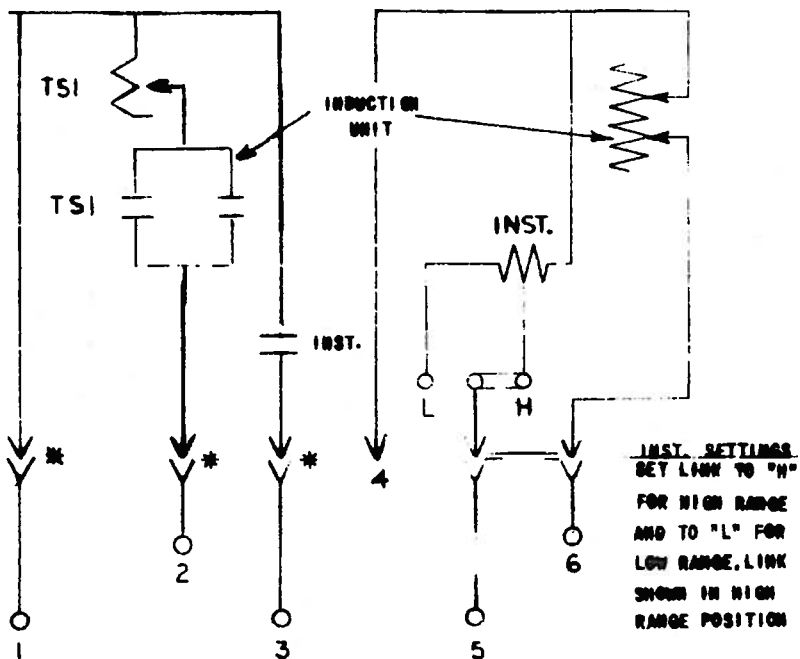 TSI
INDUCTION
UNIT
TSI
INST.
INST.
L
H
*
*
*
4
INST. SETTINGS
SET LINK TO "H"
FOR HIGH RANGE
AND TO "L" FOR
LOW RANGE. LINK
SHOWN IN HIGH
RANGE POSITION
2
6
1
3
5